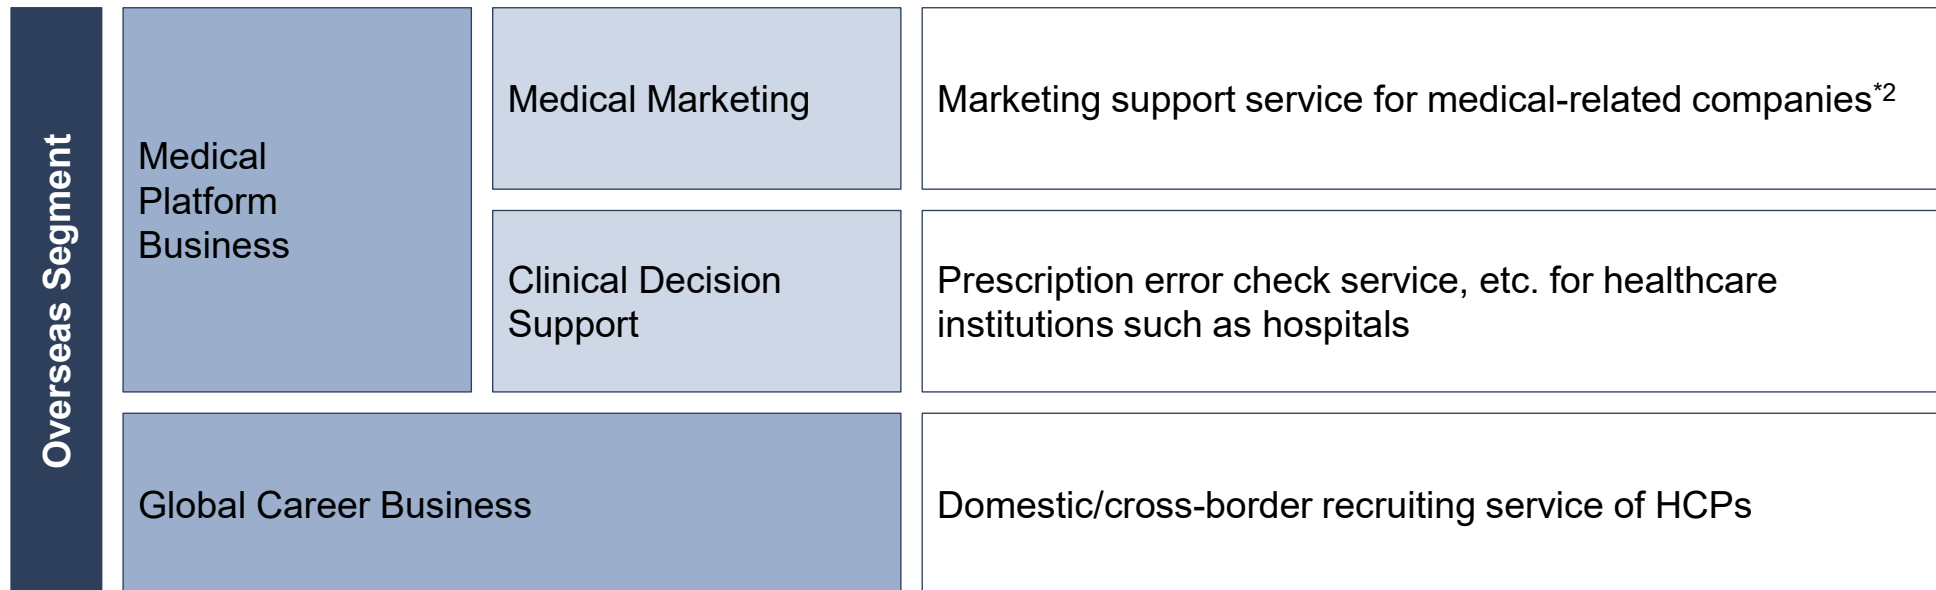 Overseas Segment
Medical
Platform
Business
Medical Marketing
Marketing support service for medical-related companies*2
Clinical Decision
Support
Prescription error check service, etc. for healthcare
institutions such as hospitals
Global Career Business
Domestic/cross-border recruiting service of HCPs